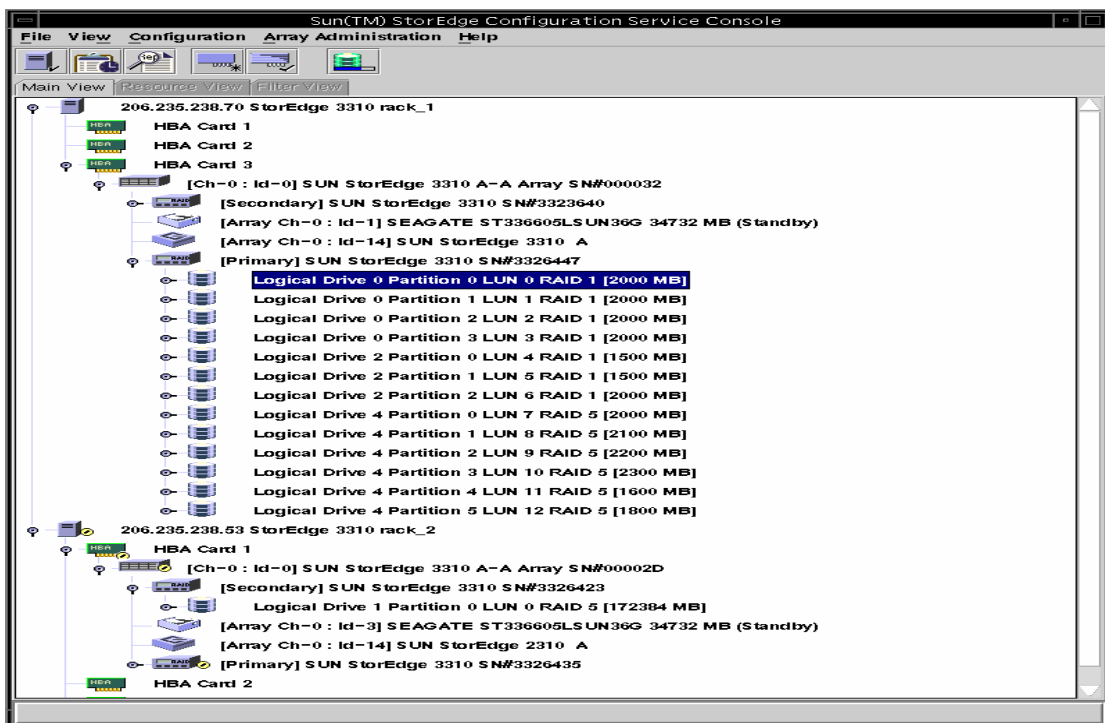 Sun(TM) StorEdge Configuration Service Console
File View Configuration Array Administration Help
Main View Resource View Filter View
206.235.238.70 StorEdge 3310 rack_1
HBA HBA Card 1
HBA HBA Card 2
HBA HBA Card 3
[Ch-0 : Id-0] SUN StorEdge 3310 A-A Array SN#000032
RAID [Secondary] SUN StorEdge 3310 SN#3323640
[Array Ch-0 : Id-1] SEAGATE ST336605LSUN36G 34732 MB (Standby)
[Array Ch-0 : Id-14] SUN StorEdge 3310 A
RAID [Primary] SUN StorEdge 3310 SN#3326447
Logical Drive 0 Partition 0 LUN 0 RAID 1 [2000 MB]
Logical Drive 0 Partition 1 LUN 1 RAID 1 [2000 MB]
Logical Drive 0 Partition 2 LUN 2 RAID 1 [2000 MB]
Logical Drive 0 Partition 3 LUN 3 RAID 1 [2000 MB]
Logical Drive 2 Partition 0 LUN 4 RAID 1 [1500 MB]
Logical Drive 2 Partition 1 LUN 5 RAID 1 [1500 MB]
Logical Drive 2 Partition 2 LUN 6 RAID 1 [2000 MB]
Logical Drive 4 Partition 0 LUN 7 RAID 5 [2000 MB]
Logical Drive 4 Partition 1 LUN 8 RAID 5 [2100 MB]
Logical Drive 4 Partition 2 LUN 9 RAID 5 [2200 MB]
Logical Drive 4 Partition 3 LUN 10 RAID 5 [2300 MB]
Logical Drive 4 Partition 4 LUN 11 RAID 5 [1600 MB]
Logical Drive 4 Partition 5 LUN 12 RAID 5 [1800 MB]
206.235.238.53 StorEdge 3310 rack_2
HBA HBA Card 1
[Ch-0 : Id-0] SUN StorEdge 3310 A-A Array SN#00002D
RAID [Secondary] SUN StorEdge 3310 SN#3326423
Logical Drive 1 Partition 0 LUN 0 RAID 5 [172384 MB]
[Array Ch-0 : Id-3] SEAGATE ST336605LSUN36G 34732 MB (Standby)
[Array Ch-0 : Id-14] SUN StorEdge 2310 A
RAID [Primary] SUN StorEdge 3310 SN#3326435
HBA HBA Card 2